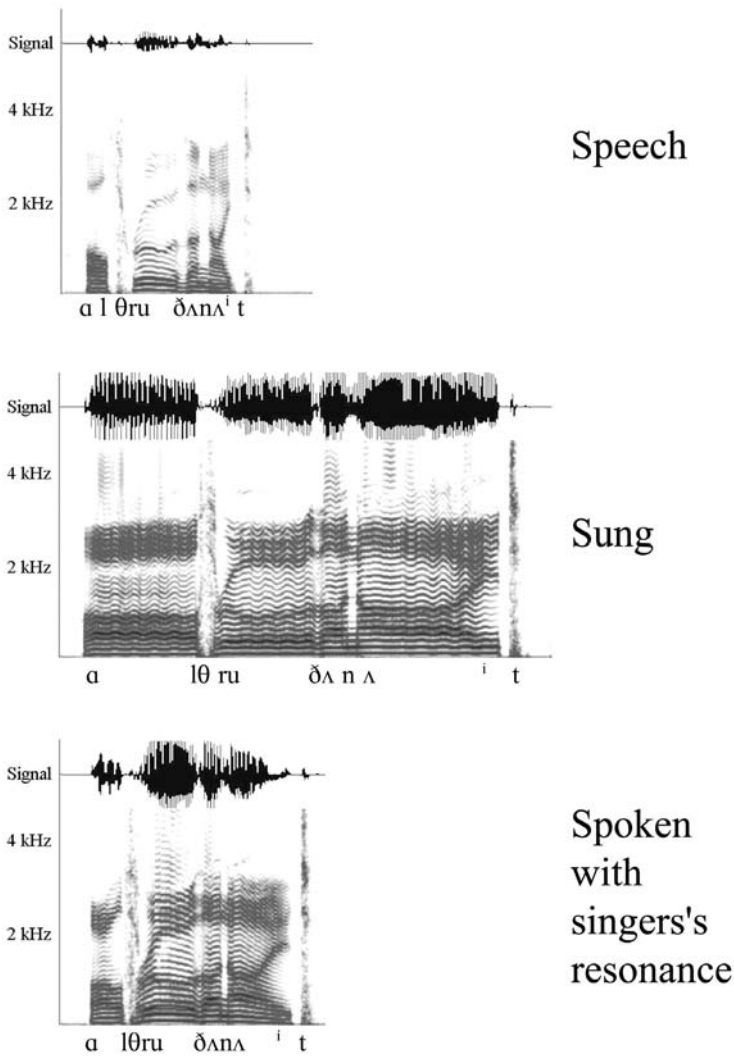 Signal
4 kHz
Speech
2 kHz
ɑ l θru ðʌnʌⁱ t
Signal
4 kHz
Sung
2 kHz
ɑ lθ ru ðʌ n ʌ ⁱ t
Signal
4 kHz
Spoken
with
singers's
resonance
2 kHz
ɑ lθru ðʌnʌ ⁱ t